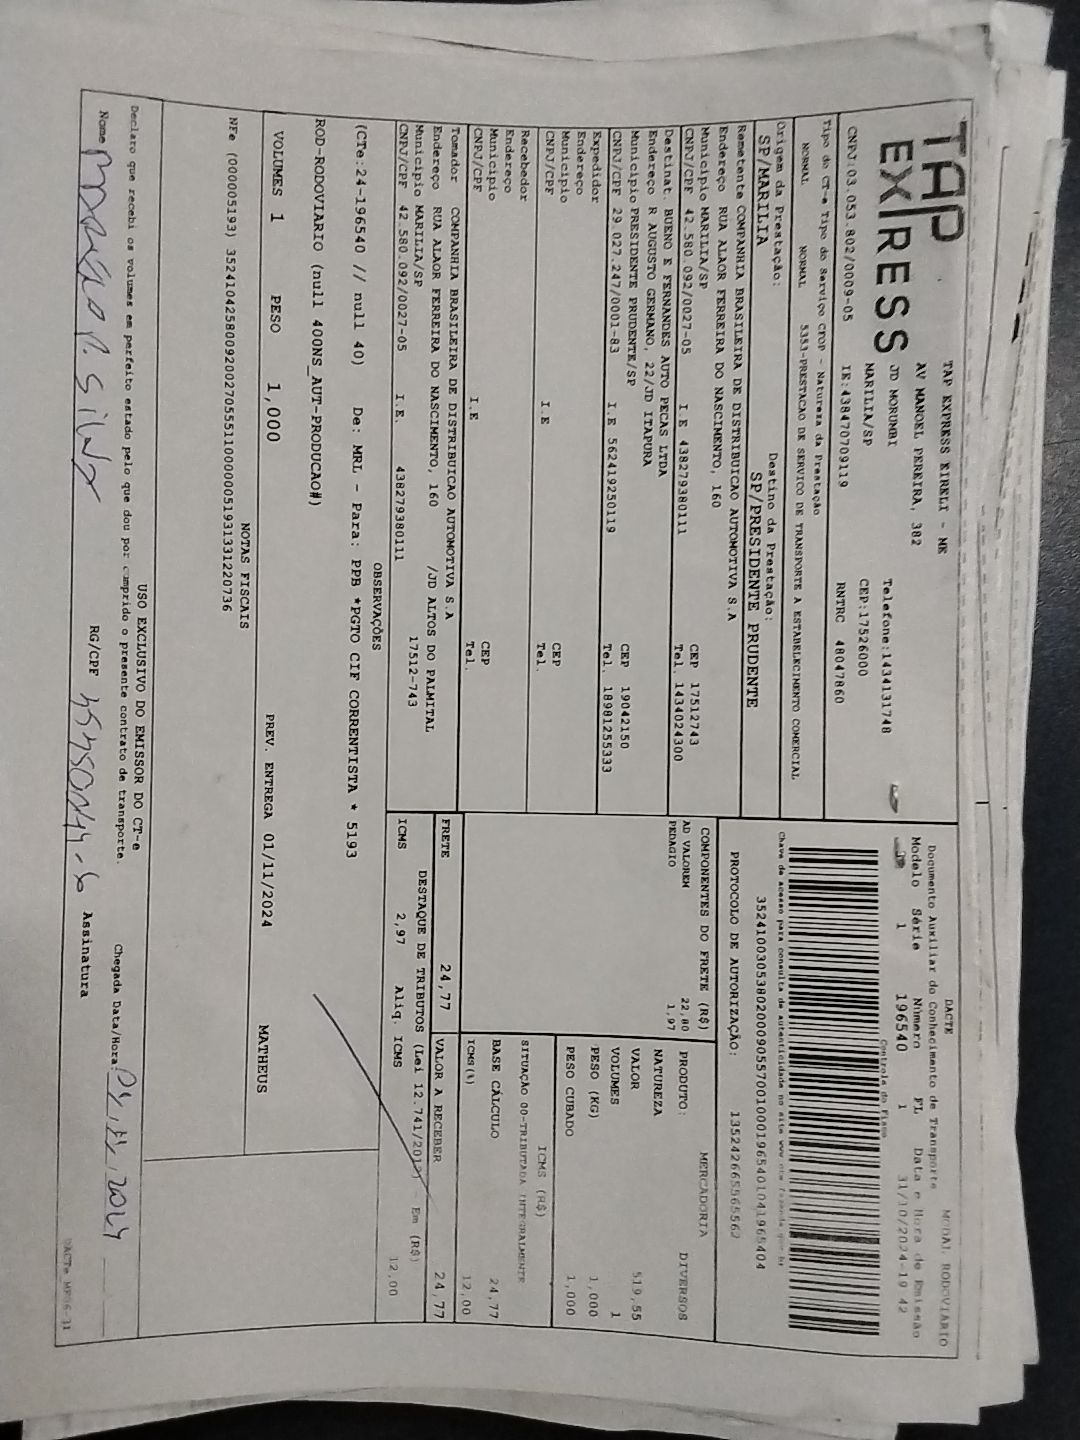 TAP
EXPRESS
TAP EXPRESS EIRELI - ME
AV MANOEL PEREIRA, 382
JD MORUMBI
MARILIA/SP
Telefone:1434131748
CEP:17526000
CNPJ:03.053.802/0009-05 IE:438470709119 RNTRC 48047860
Tipo do CT-e Tipo do Serviço CFOP - Natureza da Prestação
NORMAL NORMAL 5353-PRESTACAO DE SERVICO DE TRANSPORTE A ESTABELECIMENTO COMERCIAL
Origem da Prestação: Destino da Prestação:
SP/MARILIA SP/PRESIDENTE PRUDENTE
DACTE MODAL RODOVIARIO
Documento Auxiliar do Conhecimento de Transporte
Modelo Série Número FL Data e Hora de Emissão
1 196540 1 31/10/2024-19 42
Controle do Fisco
Chave de acesso para consulta de autenticidade no site
PROTOCOLO DE AUTORIZAÇÃO: 135242665565562
Remetente COMPANHIA BRASILEIRA DE DISTRIBUICAO AUTOMOTIVA S.A
Endereço RUA ALAOR FERREIRA DO NASCIMENTO, 160
Município MARILIA/SP CEP 17512743
CNPJ/CPF 42.580.092/0027-05 I.E 438279380111 Tel. 1434024300
Destinat. BUENO E FERNANDES AUTO PECAS LTDA
Endereço R AUGUSTO GERMANO, 22/JD ITAPURA
Município PRESIDENTE PRUDENTE/SP CEP 19042150
CNPJ/CPF 29.027.247/0001-83 I.E 562419250119 Tel. 18981255333
Expedidor
Endereço
Município CEP
CNPJ/CPF I.E Tel.
Recebedor
Endereço
Município CEP
CNPJ/CPF I.E Tel.
Tomador COMPANHIA BRASILEIRA DE DISTRIBUICAO AUTOMOTIVA S.A
Endereço RUA ALAOR FERREIRA DO NASCIMENTO, 160 /JD ALTOS DO PALMITAL
Município MARILIA/SP 17512-743
CNPJ/CPF 42.580.092/0027-05 I.E. 438279380111
COMPONENTES DO FRETE (R$)
AD VALOREM 22,80
PEDAGIO 1,97
PRODUTO: MERCADORIA
NATUREZA DIVERSOS
VALOR 519,55
VOLUMES 1
PESO (KG) 1,000
PESO CUBADO 1,000
ICMS (R$)
SITUAÇÃO 00-TRIBUTADA INTEGRALMENTE
BASE CÁLCULO 24,77
ICMS(%) 12,00
FRETE 24,77 VALOR A RECEBER 24,77
DESTAQUE DE TRIBUTOS (Lei 12.741/2012) - Em (R$)
ICMS 2,97 Aliq. ICMS 12,00
OBSERVAÇÕES
(CTe:24-196540 // null 40) De: MRL - Para: PPB *PGTO CIF CORRENTISTA * 5193
ROD-RODOVIARIO (null 400NS_AUT-PRODUCAO#)
VOLUMES 1 PESO 1,000 PREV. ENTREGA 01/11/2024 MATHEUS
NOTAS FISCAIS
NFe (000005193)
USO EXCLUSIVO DO EMISSOR DO CT-e
Declaro que recebi os volumes em perfeito estado pelo que dou por cumprido o presente contrato de transporte.
Chegada Data/Hora:
Nome RG/CPF Assinatura